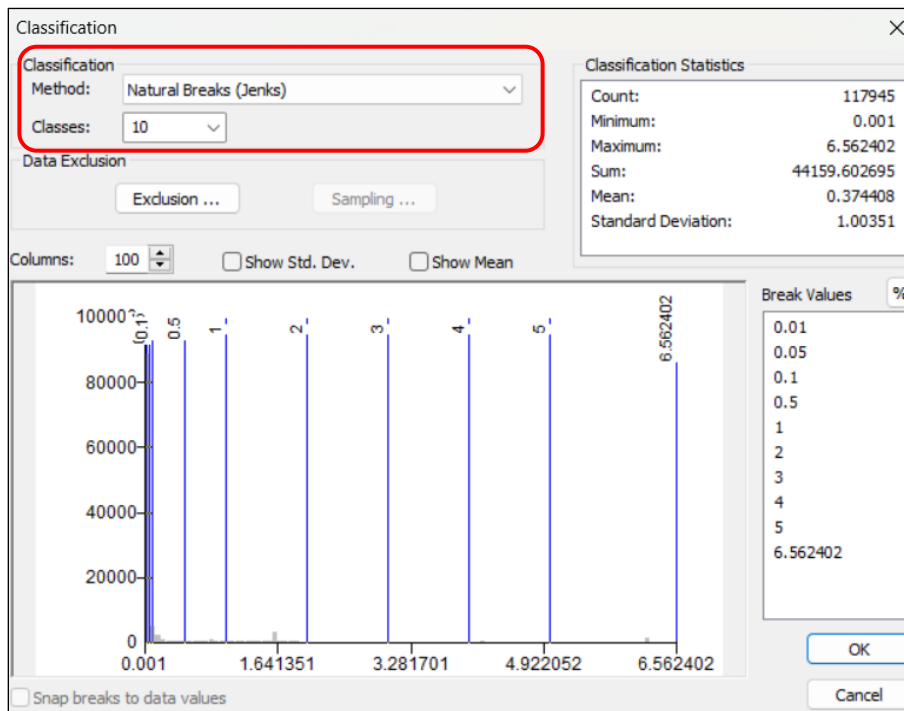 Classification
Classification
Method: Natural Breaks (Jenks)
Classes: 10
Classification Statistics
Count: 117945
Minimum: 0.001
Maximum: 6.562402
Sum: 44159.602695
Mean: 0.374408
Standard Deviation: 1.00351
Data Exclusion
Exclusion ...
Sampling ...
Columns: 100
Show Std. Dev.
Show Mean
Break Values
%
0.01
0.05
0.1
0.5
1
2
3
4
5
6.562402
0.1
0.5
1
2
3
4
5
6.562402
80000
60000
40000
20000
0
0.001 1.641351 3.281701 4.922052 6.562402
OK
Snap breaks to data values
Cancel